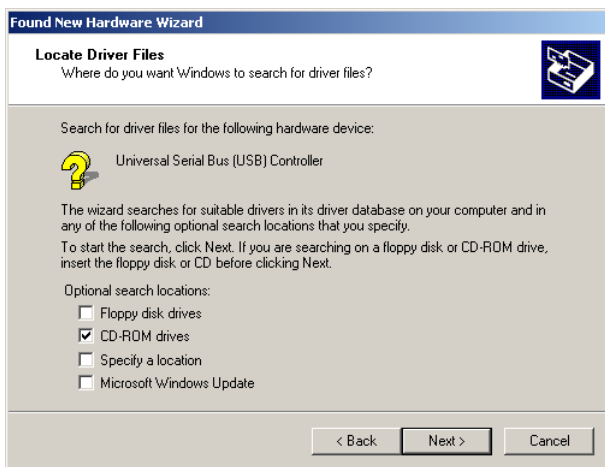 Found New Hardware Wizard
Locate Driver Files
Where do you want Windows to search for driver files?
Search for driver files for the following hardware device:
Universal Serial Bus (USB) Controller
The wizard searches for suitable drivers in its driver database on your computer and in
any of the following optional search locations that you specify.
To start the search, click Next. If you are searching on a floppy disk or CD-ROM drive,
insert the floppy disk or CD before clicking Next.
Optional search locations:
Floppy disk drives
CD-ROM drives
Specify a location
Microsoft Windows Update
< Back Next > Cancel